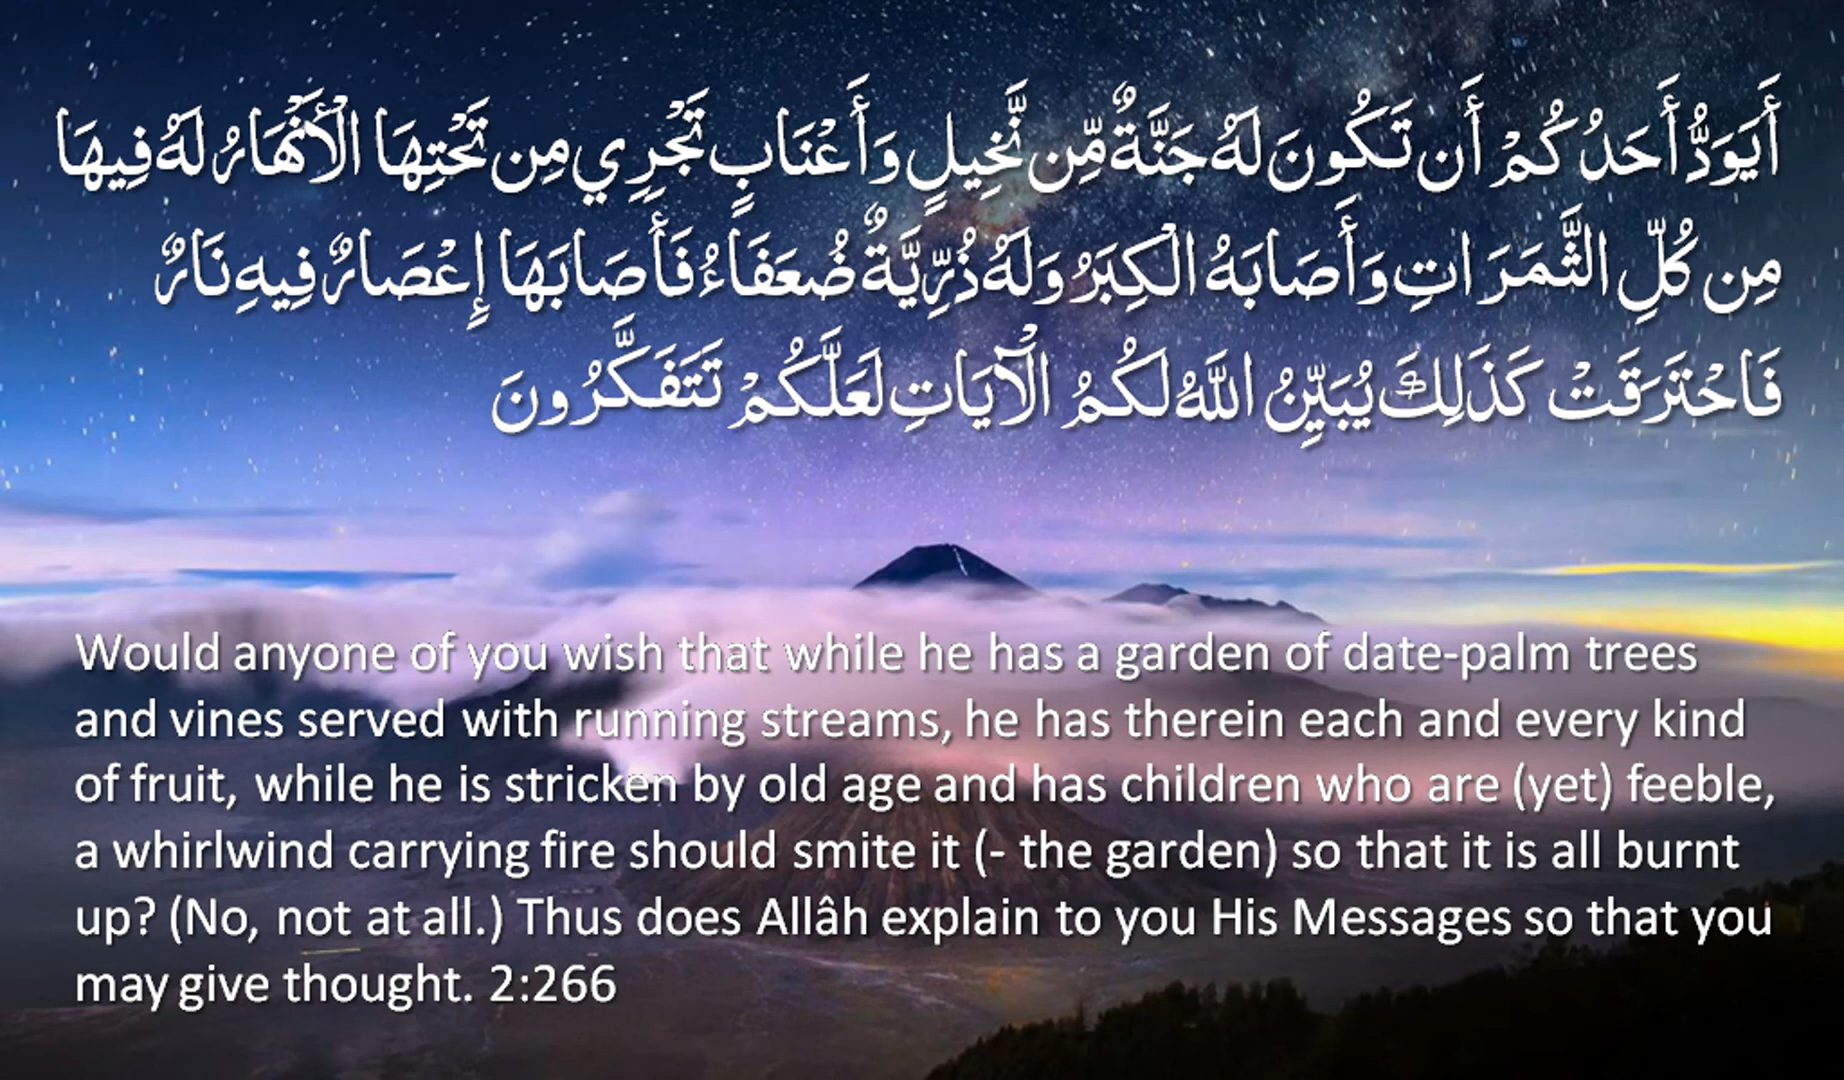 أَيَوَدُّ أَحَدُكُمْ أَن تَكُونَ لَهُ جَنَّةٌ مِّن نَّخِيلٍ وَأَعْنَابٍ تَجْرِي مِن تَحْتِهَا الْأَنْهَارُ لَهُ فِيهَا
مِن كُلِّ الثَّمَرَاتِ وَأَصَابَهُ الْكِبَرُ وَلَهُ ذُرِّيَّةٌ ضُعَفَاءُ فَأَصَابَهَا إِعْصَارٌ فِيهِ نَارٌ
فَاحْتَرَقَتْ كَذَلِكَ يُبَيِّنُ اللَّهُ لَكُمُ الْآيَاتِ لَعَلَّكُمْ تَتَفَكَّرُونَ
Would anyone of you wish that while he has a garden of date-palm trees
and vines served with running streams, he has therein each and every kind
of fruit, while he is stricken by old age and has children who are (yet) feeble,
a whirlwind carrying fire should smite it (- the garden) so that it is all burnt
up? (No, not at all.) Thus does Allâh explain to you His Messages so that you
may give thought. 2:266